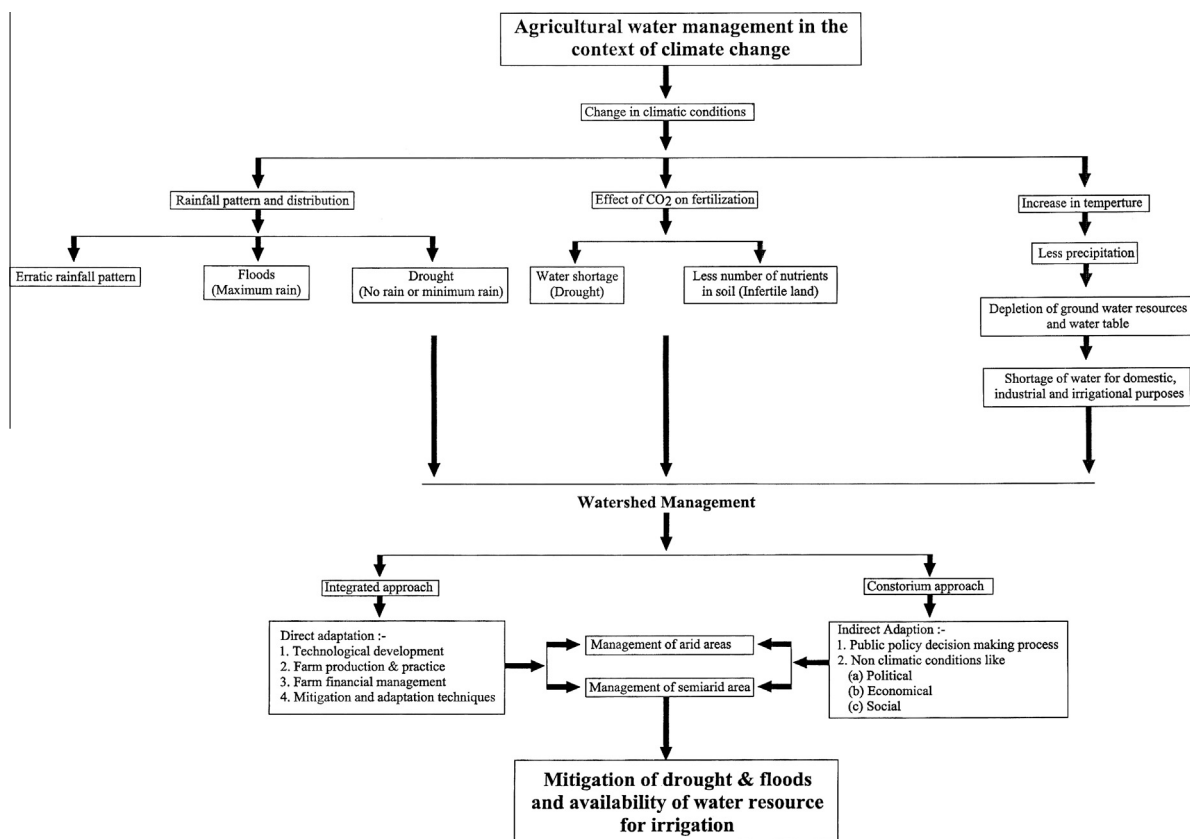 Agricultural water management in the
context of climate change
Change in climatic conditions
Rainfall pattern and distribution
Effect of CO2 on fertilization
Increase in temperture
Erratic rainfall pattern
Floods
(Maximum rain)
Drought
(No rain or minimum rain)
Water shortage
(Drought)
Less number of nutrients
in soil (Infertile land)
Less precipitation
Depletion of ground water resources
and water table
Shortage of water for domestic,
industrial and irrigational purposes
Watershed Management
Integrated approach
Constorium approach
Direct adaptation :-
1. Technological development
2. Farm production & practice
3. Farm financial management
4. Mitigation and adaptation techniques
Management of arid areas
Management of semiarid area
Indirect Adaption :-
1. Public policy decision making process
2. Non climatic conditions like
(a) Political
(b) Economical
(c) Social
Mitigation of drought & floods
and availability of water resource
for irrigation